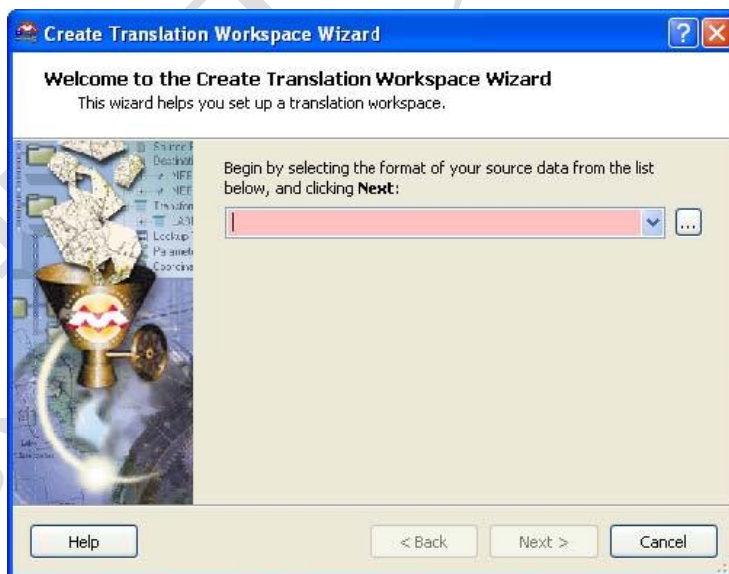 Create Translation Workspace Wizard
Welcome to the Create Translation Workspace Wizard
This wizard helps you set up a translation workspace.
Begin by selecting the format of your source data from the list
below, and clicking Next:
...
Help
< Back
Next >
Cancel